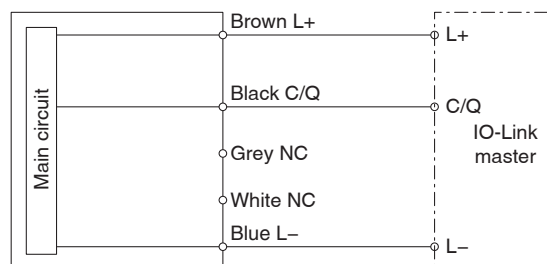 Main circuit
Brown L+
Black C/Q
Grey NC
White NC
Blue L−
L+
C/Q
IO-Link
master
L−